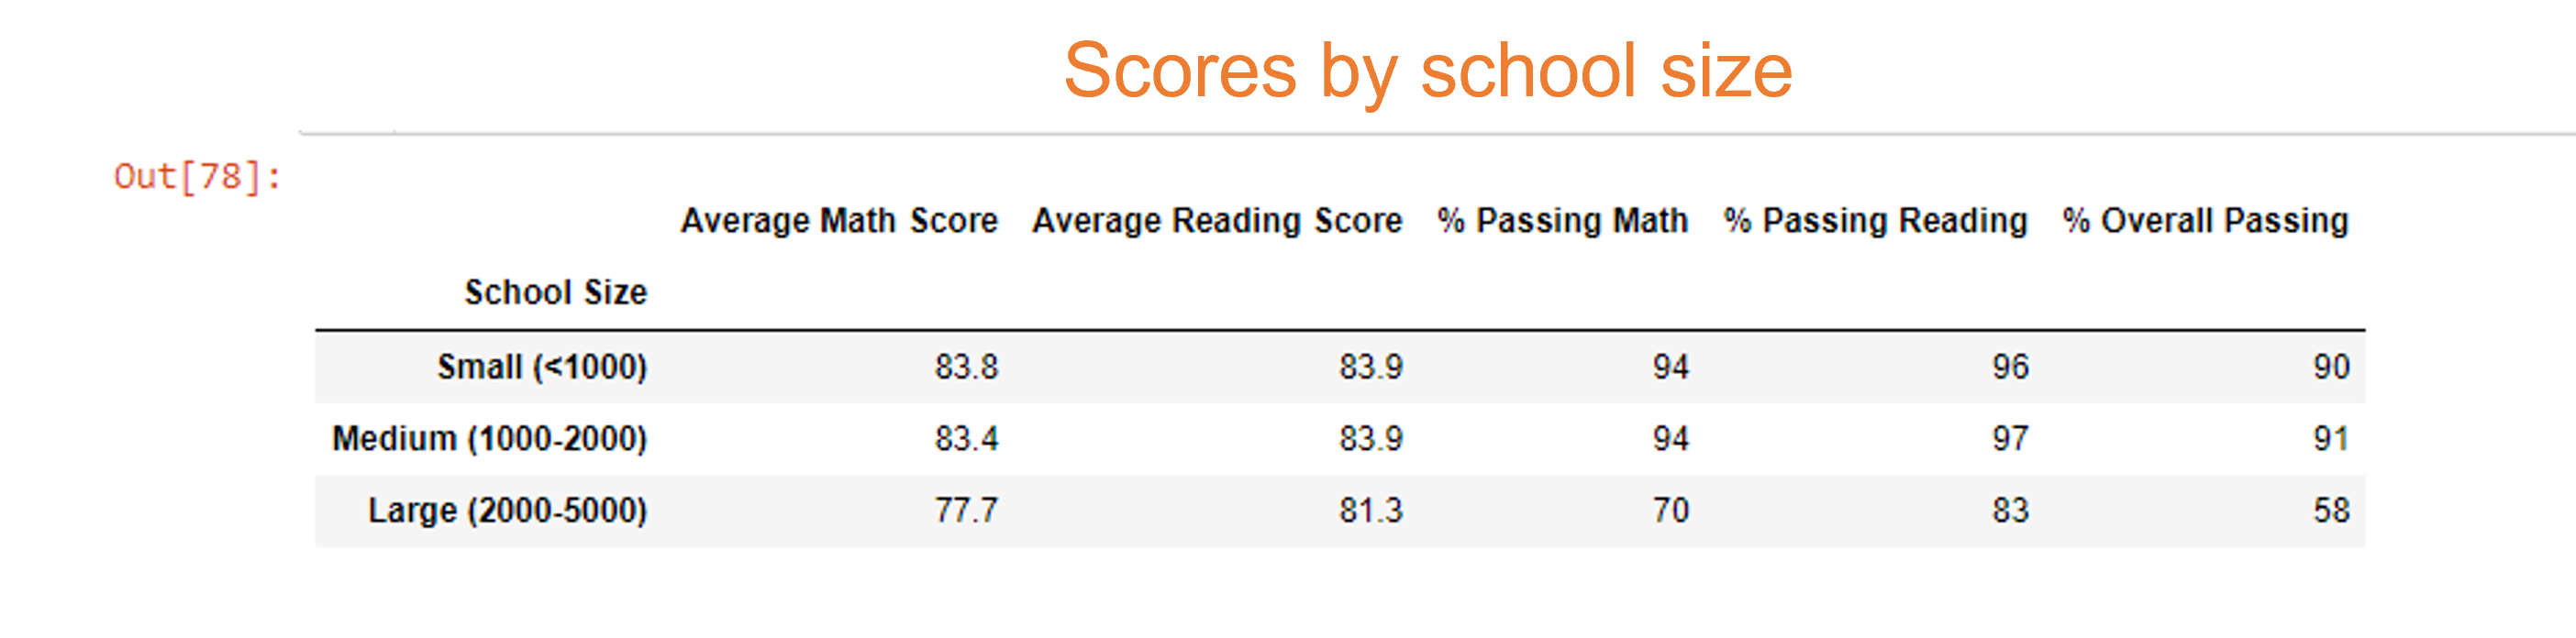 Scores by school size
Out[78]:
Average Math Score Average Reading Score % Passing Math % Passing Reading % Overall Passing
School Size
Small (<1000) 83.8 83.9 94 96 90
Medium (1000-2000) 83.4 83.9 94 97 91
Large (2000-5000) 77.7 81.3 70 83 58